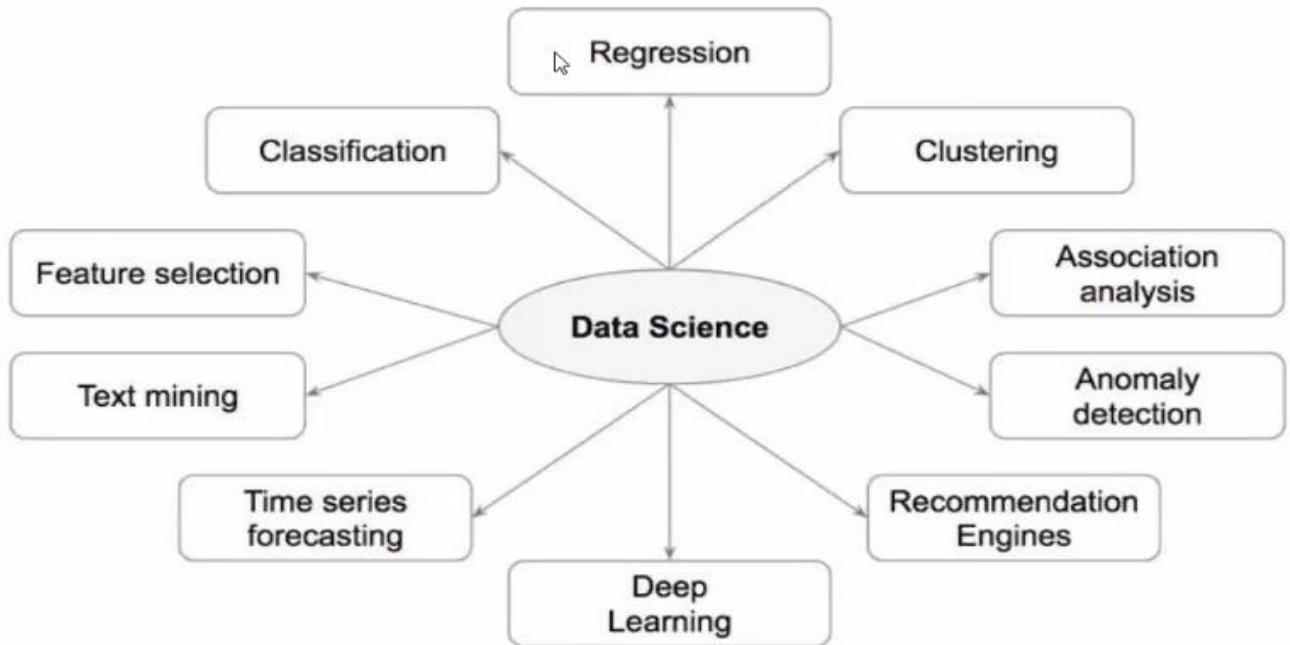 Regression
Classification
Clustering
Feature selection
Association
analysis
Data Science
Text mining
Anomaly
detection
Time series
forecasting
Recommendation
Engines
Deep
Learning